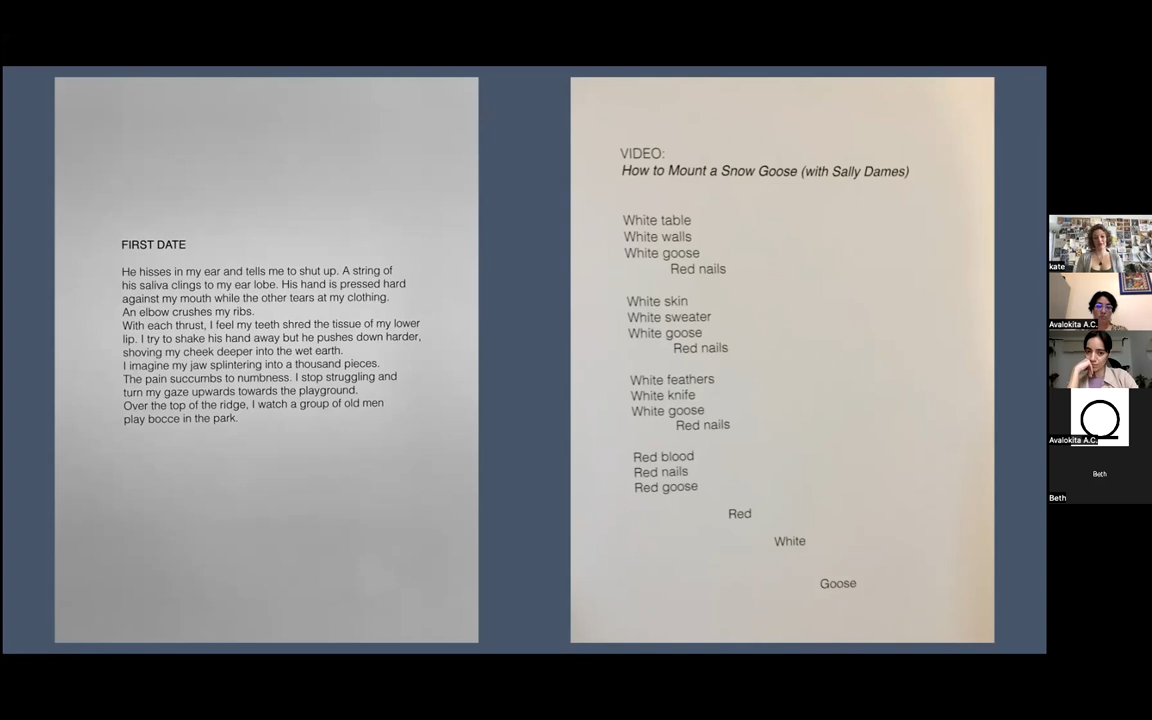 FIRST DATE
He hisses in my ear and tells me to shut up. A string of
his saliva clings to my ear lobe. His hand is pressed hard
against my mouth while the other tears at my clothing.
An elbow crushes my ribs.
With each thrust, I feel my teeth shred the tissue of my lower
lip. I try to shake his hand away but he pushes down harder,
shoving my cheek deeper into the wet earth.
I imagine my jaw splintering into a thousand pieces.
The pain succumbs to numbness. I stop struggling and
turn my gaze upwards towards the playground.
Over the top of the ridge, I watch a group of old men
play bocce in the park.
VIDEO:
How to Mount a Snow Goose (with Sally Dames)
White table
White walls
White goose
Red nails
White skin
White sweater
White goose
Red nails
White feathers
White knife
White goose
Red nails
Red blood
Red nails
Red goose
Red
White
Goose
kate
Avalokita A.C.
Avalokita A.C.
Beth
Beth